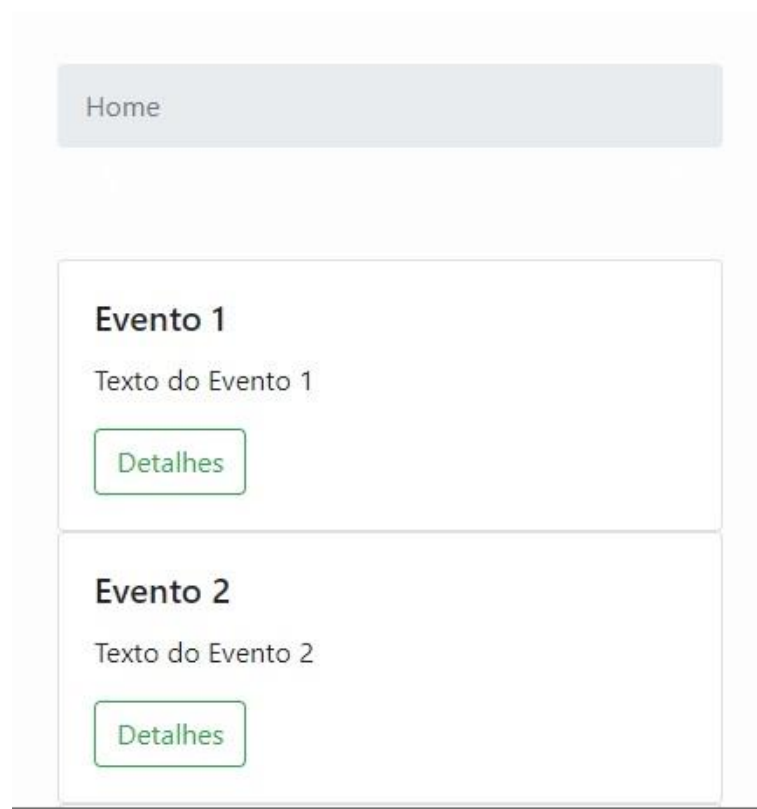 Home
Evento 1
Texto do Evento 1
Detalhes
Evento 2
Texto do Evento 2
Detalhes